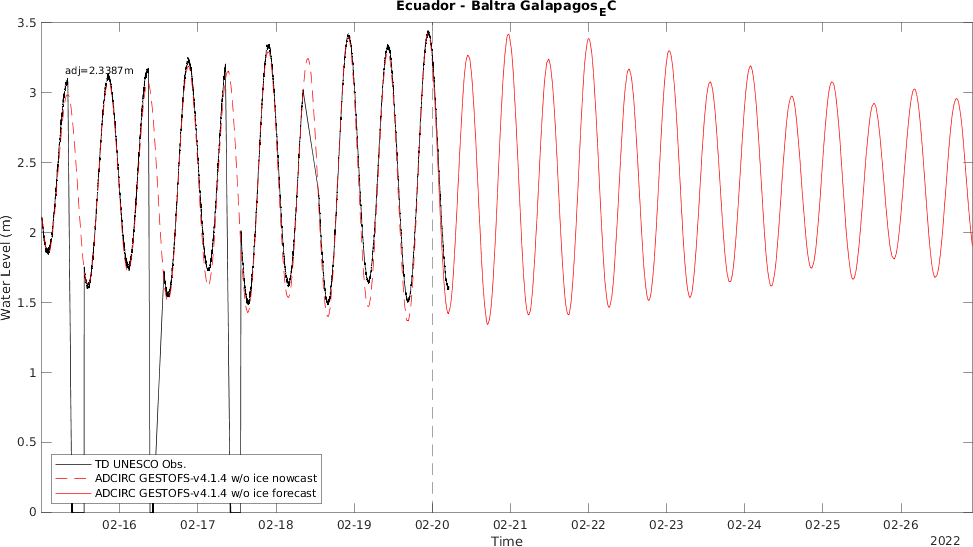 Ecuador - Baltra Galapagos_EC
3.5
adj=2.3387m
3
2.5
2
Water Level (m)
1.5
1
0.5
0
TD UNESCO Obs.
ADCIRC GESTOFS-v4.1.4 w/o ice nowcast
ADCIRC GESTOFS-v4.1.4 w/o ice forecast
02-16 02-17 02-18 02-19 02-20 02-21 02-22 02-23 02-24 02-25 02-26
Time
2022